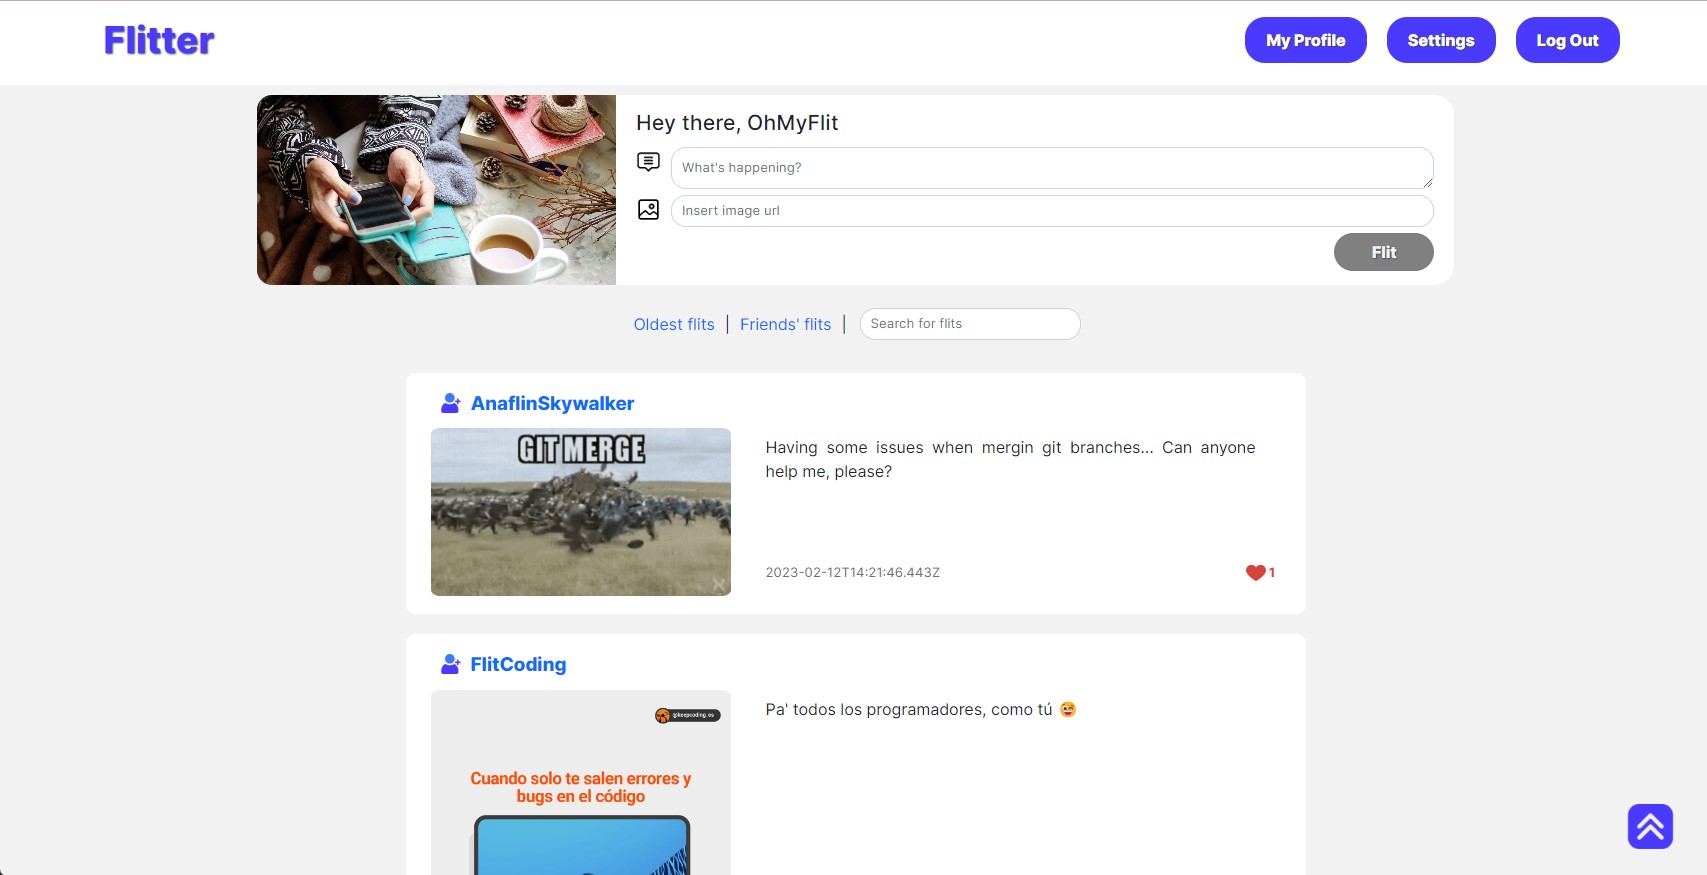 Flitter
My Profile
Settings
Log Out
Hey there, OhMyFlit
What's happening?
Insert image url
Flit
Oldest flits | Friends' flits |
Search for flits
AnaflinSkywalker
GIT MERGE
Having some issues when mergin git branches... Can anyone
help me, please?
2023-02-12T14:21:46.443Z
1
FlitCoding
@keepcoding_es
Pa' todos los programadores, como tú 😅
Cuando solo te salen errores y
bugs en el código